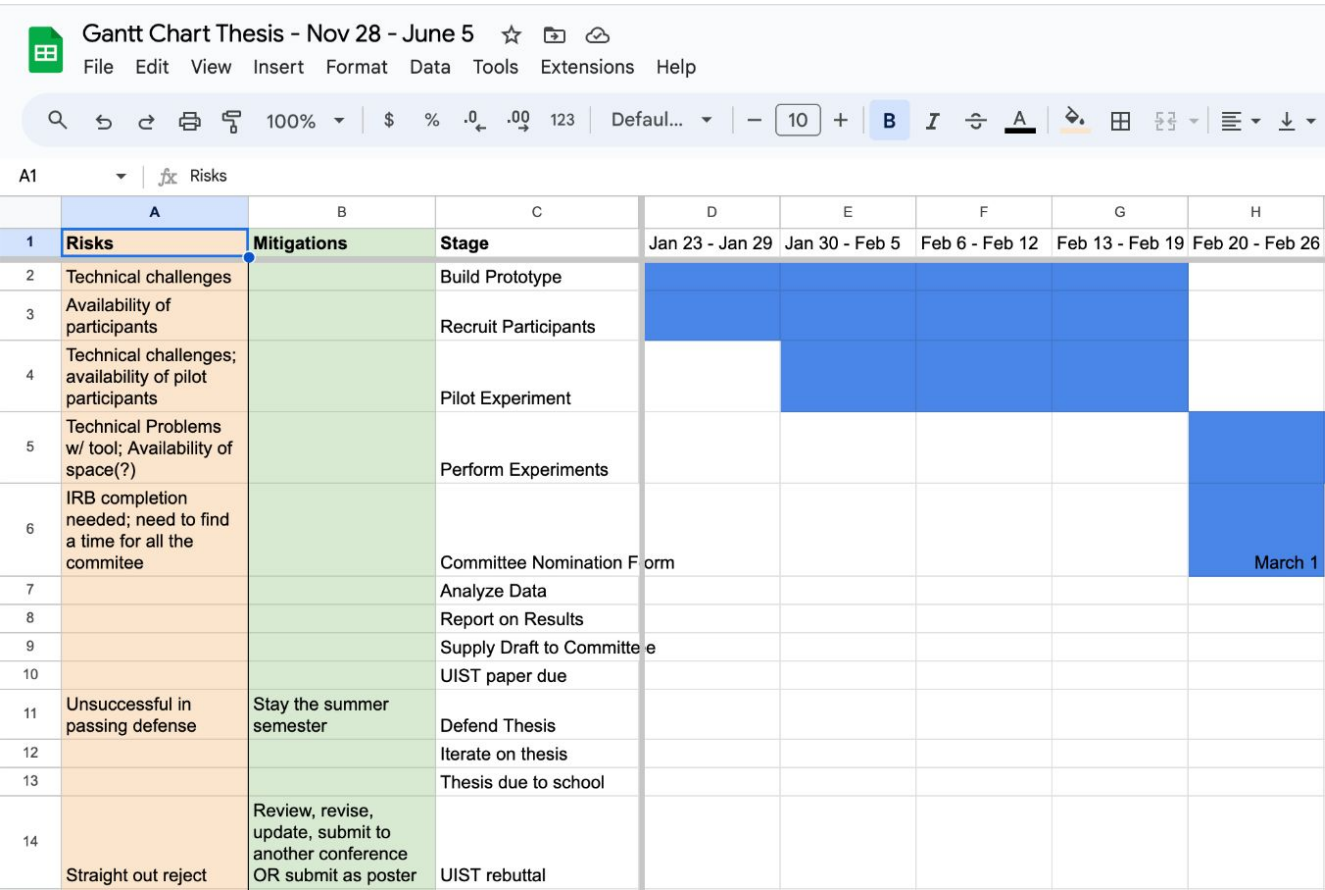 Gantt Chart Thesis - Nov 28 - June 5
File Edit View Insert Format Data Tools Extensions Help
100% $ % .0 .00 123 Defaul... − 10 + B I S A
A1 fx Risks
A B C D E F G H
1 Risks Mitigations Stage Jan 23 - Jan 29 Jan 30 - Feb 5 Feb 6 - Feb 12 Feb 13 - Feb 19 Feb 20 - Feb 26
2 Technical challenges Build Prototype
3 Availability of
participants Recruit Participants
4 Technical challenges;
availability of pilot
participants Pilot Experiment
5 Technical Problems
w/ tool; Availability of
space(?) Perform Experiments
6 IRB completion
needed; need to find
a time for all the
commitee Committee Nomination Form March 1
7 Analyze Data
8 Report on Results
9 Supply Draft to Committee
10 UIST paper due
11 Unsuccessful in
passing defense Stay the summer
semester Defend Thesis
12 Iterate on thesis
13 Thesis due to school
14 Straight out reject Review, revise,
update, submit to
another conference
OR submit as poster UIST rebuttal